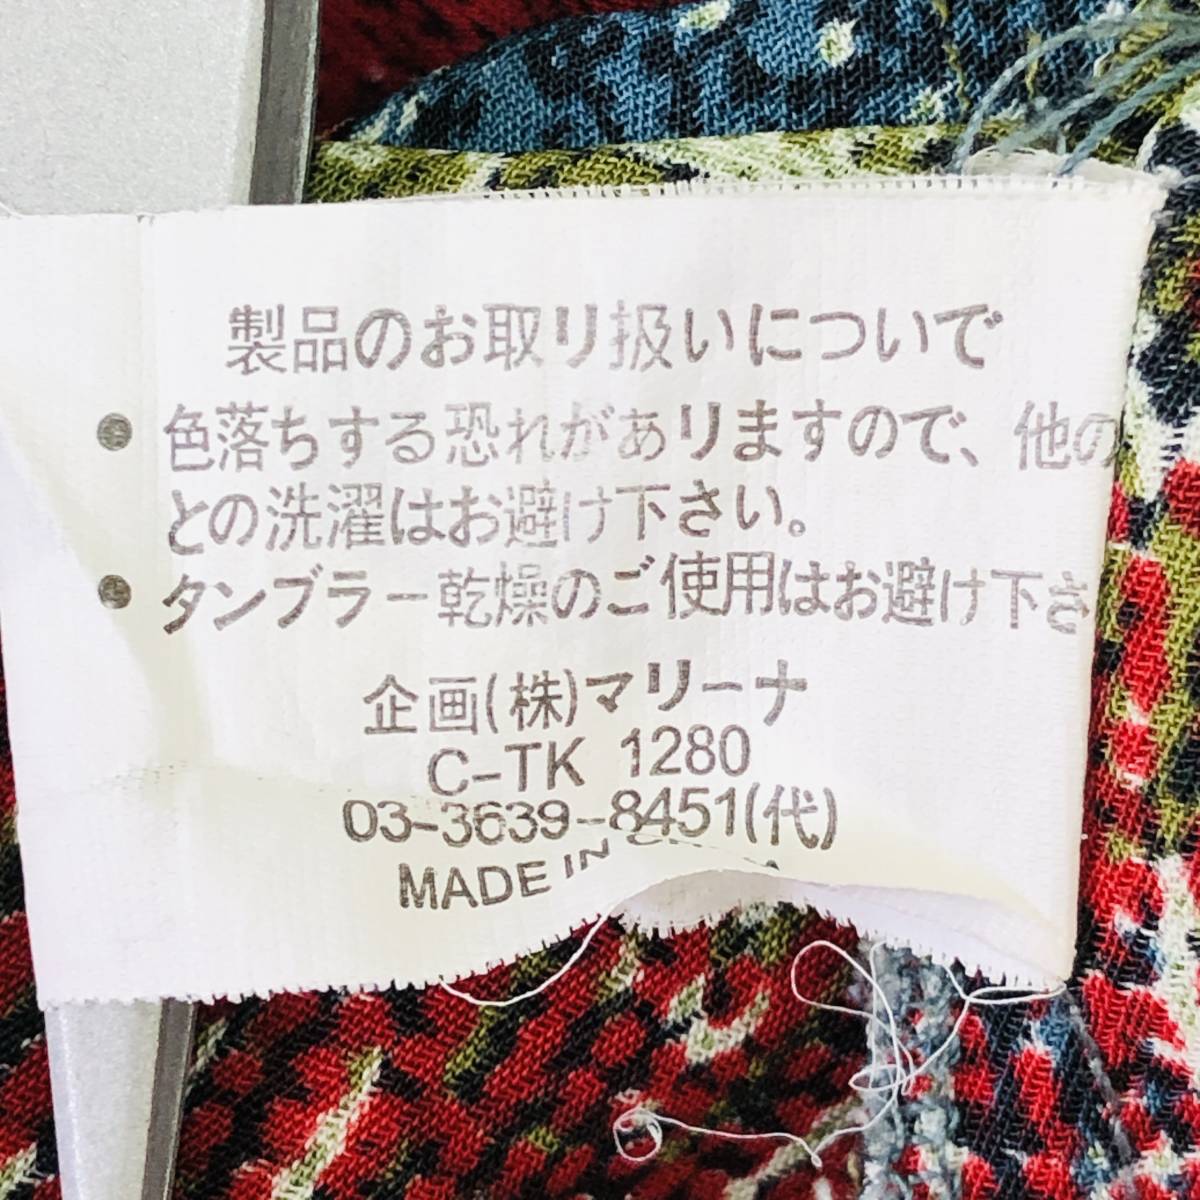 製品のお取り扱いについで
● 色落ちする恐れがありますので、他の
との洗濯はお避け下さい。
● タンブラー乾燥のご使用はお避け下さ
企画(株)マリーナ
C-TK 1280
03-3639-8451(代)
MADE IN